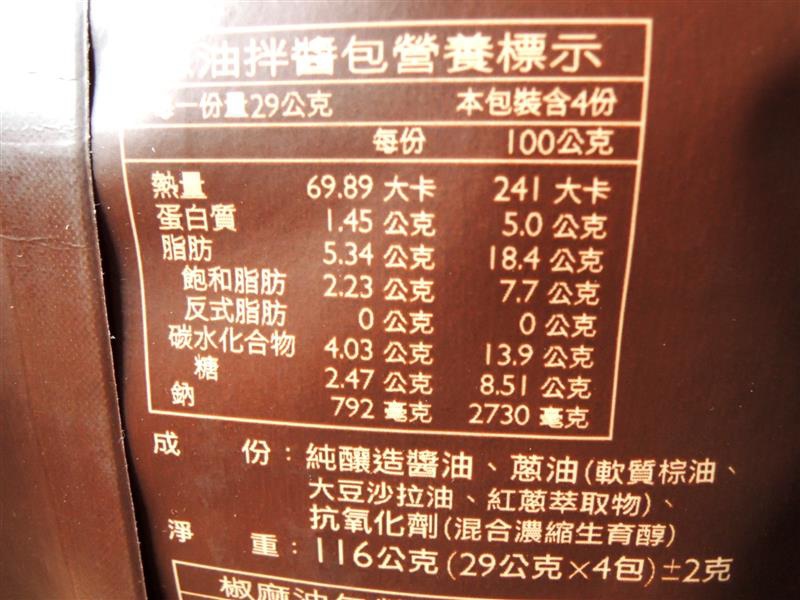 油拌醬包營養標示
每一份量29公克 本包裝含4份
每份 100公克
熱量 69.89 大卡 241 大卡
蛋白質 1.45 公克 5.0 公克
脂肪 5.34 公克 18.4 公克
飽和脂肪 2.23 公克 7.7 公克
反式脂肪 0 公克 0 公克
碳水化合物 4.03 公克 13.9 公克
糖 2.47 公克 8.51 公克
鈉 792 毫克 2730 毫克
成 份：純釀造醬油、蔥油(軟質棕油、
大豆沙拉油、紅蔥萃取物)、
抗氧化劑(混合濃縮生育醇)
淨 重：116公克(29公克×4包)±2克
椒麻油包營